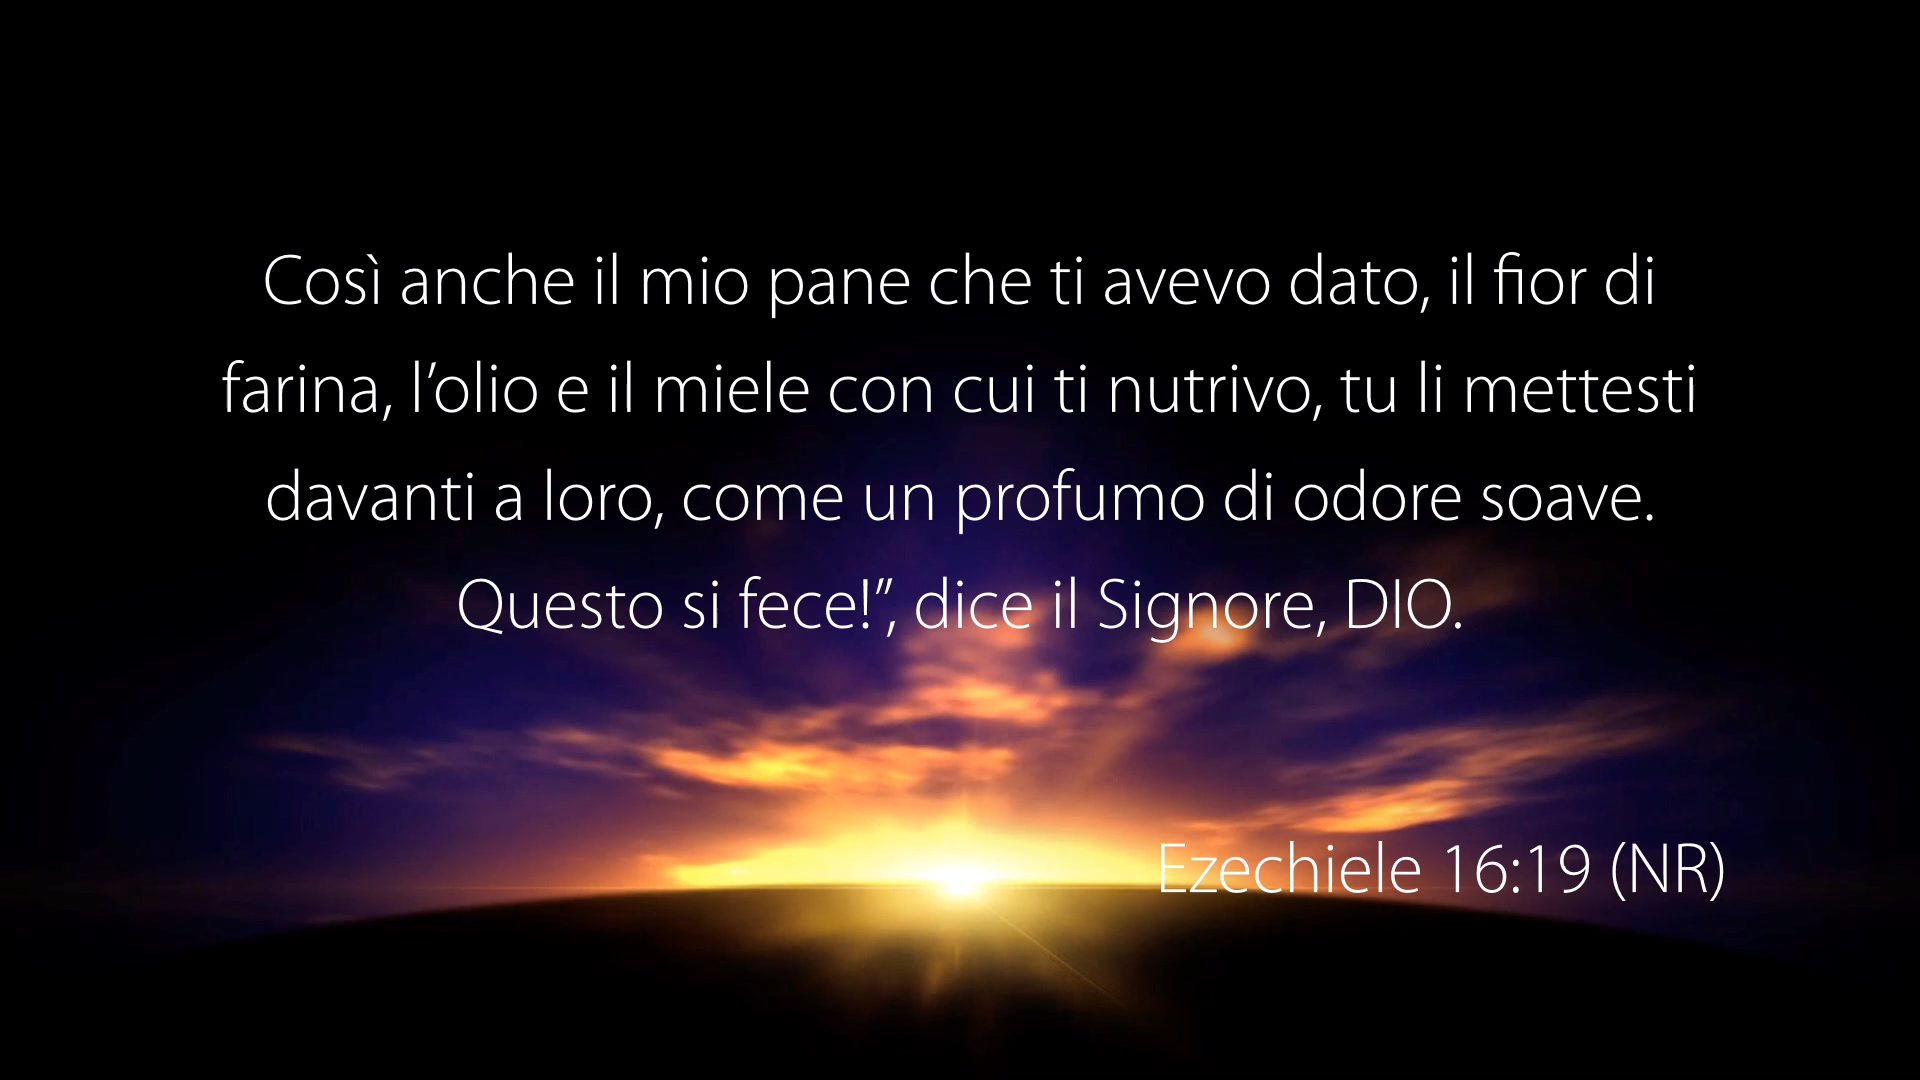 Così anche il mio pane che ti avevo dato, il fior di
farina, l’olio e il miele con cui ti nutrivo, tu li mettesti
davanti a loro, come un profumo di odore soave.
Questo si fece!”, dice il Signore, DIO.
Ezechiele 16:19 (NR)